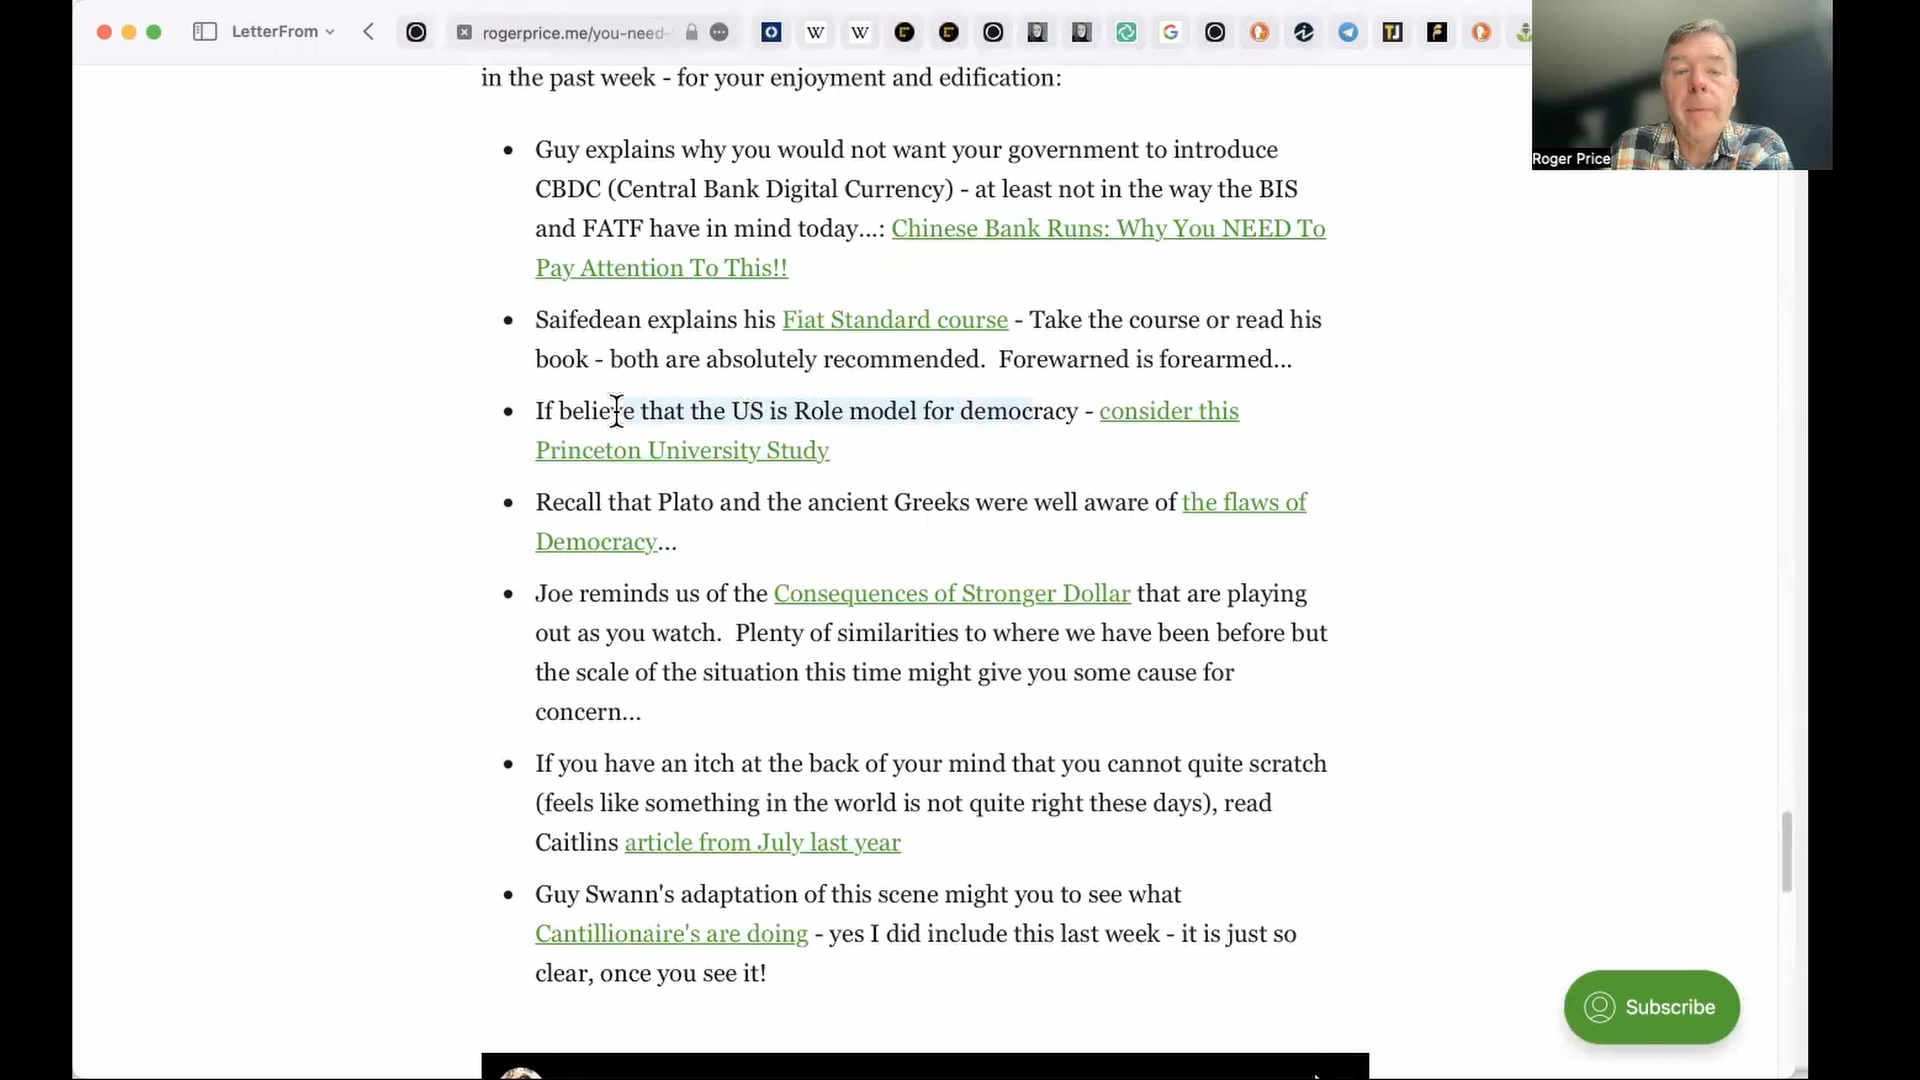 LetterFrom
rogerprice.me/you-need-
Roger Price
in the past week - for your enjoyment and edification:
Guy explains why you would not want your government to introduce
CBDC (Central Bank Digital Currency) - at least not in the way the BIS
and FATF have in mind today...: Chinese Bank Runs: Why You NEED To
Pay Attention To This!!
Saifedean explains his Fiat Standard course - Take the course or read his
book - both are absolutely recommended.  Forewarned is forearmed...
If believe that the US is Role model for democracy - consider this
Princeton University Study
Recall that Plato and the ancient Greeks were well aware of the flaws of
Democracy...
Joe reminds us of the Consequences of Stronger Dollar that are playing
out as you watch.  Plenty of similarities to where we have been before but
the scale of the situation this time might give you some cause for
concern...
If you have an itch at the back of your mind that you cannot quite scratch
(feels like something in the world is not quite right these days), read
Caitlins article from July last year
Guy Swann's adaptation of this scene might you to see what
Cantillionaire's are doing - yes I did include this last week - it is just so
clear, once you see it!
Subscribe